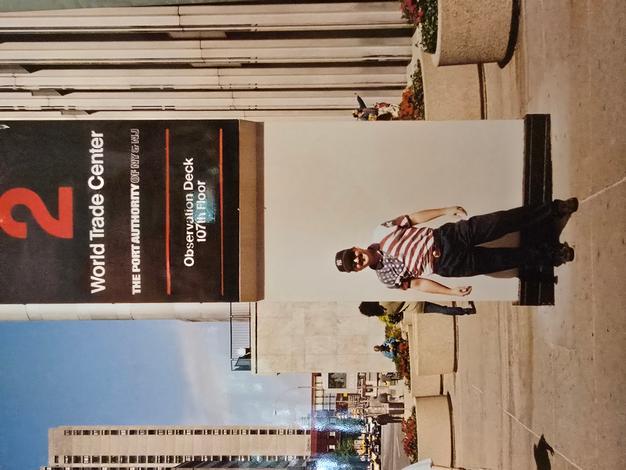 2
World Trade Center
THE PORT AUTHORITY OF NY & NJ
Observation Deck
107th Floor